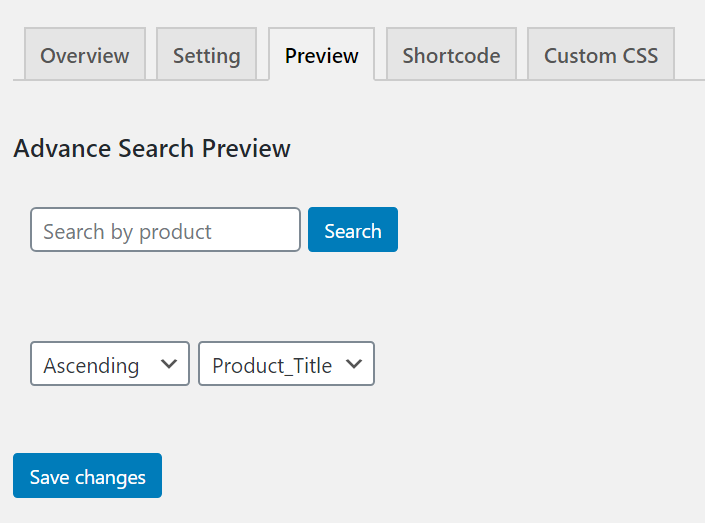 Overview Setting Preview Shortcode Custom CSS
Advance Search Preview
Search by product Search
Ascending Product_Title
Save changes